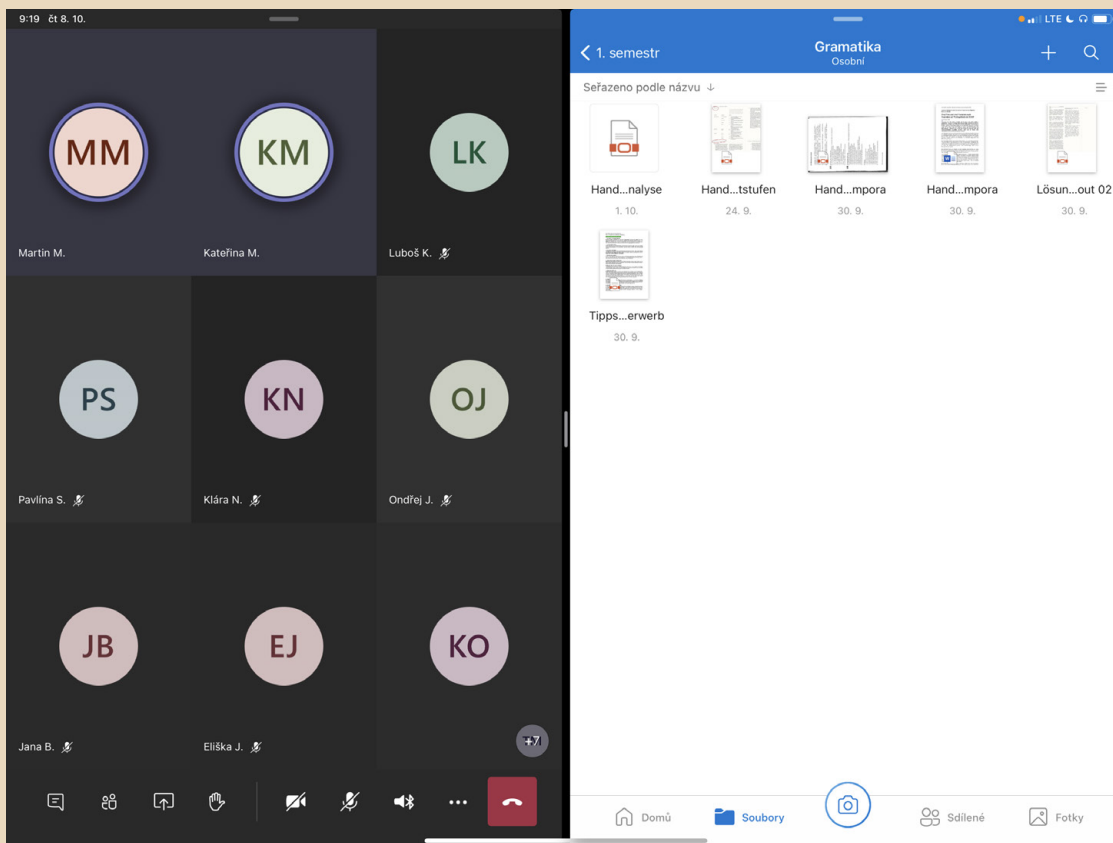 9:19 čt 8. 10.
MM
KM
LK
Martin M.
Kateřina M.
Luboš K.
PS
KN
OJ
Pavlína S.
Klára N.
Ondřej J.
JB
EJ
KO
Jana B.
Eliška J.
+7
LTE
1. semestr
Gramatika
Osobní
Seřazeno podle názvu ↓
Hand...nalyse
Hand...tstufen
Hand...mpora
Hand...mpora
Lösun...out 02
1. 10.
24. 9.
30. 9.
30. 9.
30. 9.
Tipps...erwerb
30. 9.
Domů
Soubory
Sdílené
Fotky